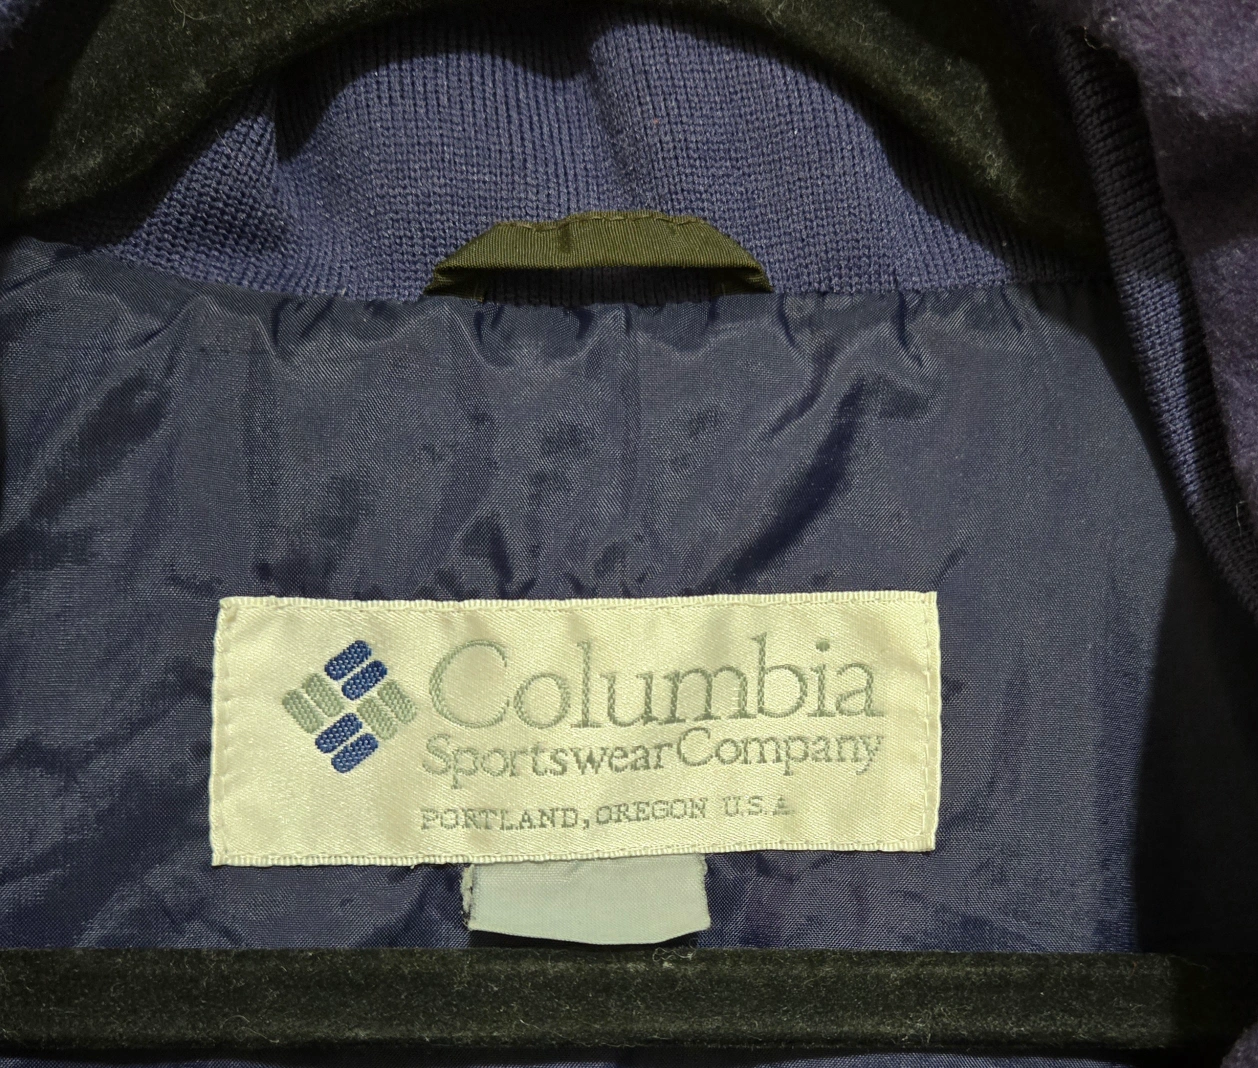 Columbia
Sportswear Company
PORTLAND, OREGON U.S.A.